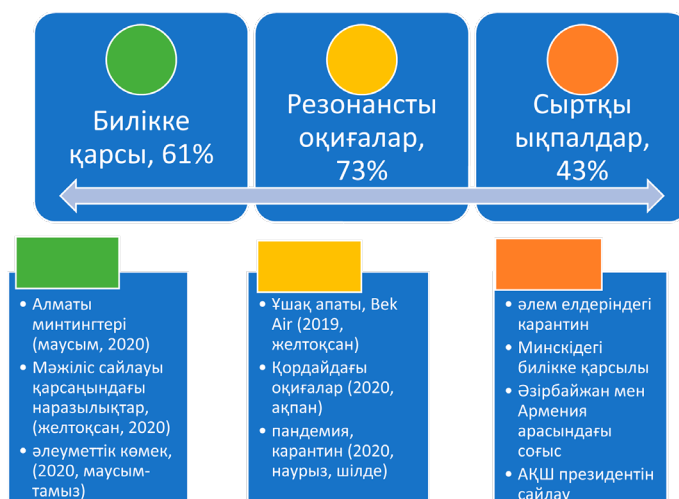 Билікке
қарсы, 61%
Резонансты
оқиғалар,
73%
Сыртқы
ықпалдар,
43%
• Алматы
минтингтері
(маусым, 2020)
• Мәжіліс сайлауы
қарсаңындағы
наразылықтар,
(желтоқсан, 2020)
• әлеуметтік көмек,
(2020, маусым-
тамыз)
• Ұшақ апаты, Bek
Air (2019,
желтоқсан)
• Қордайдағы
оқиғалар (2020,
ақпан)
• пандемия,
карантин (2020,
наурыз, шілде)
• әлем елдеріндегі
карантин
• Минскідегі
билікке қарсылы
• Әзірбайжан мен
Армения
арасындағы
соғыс
• АҚШ президентін
сайлау